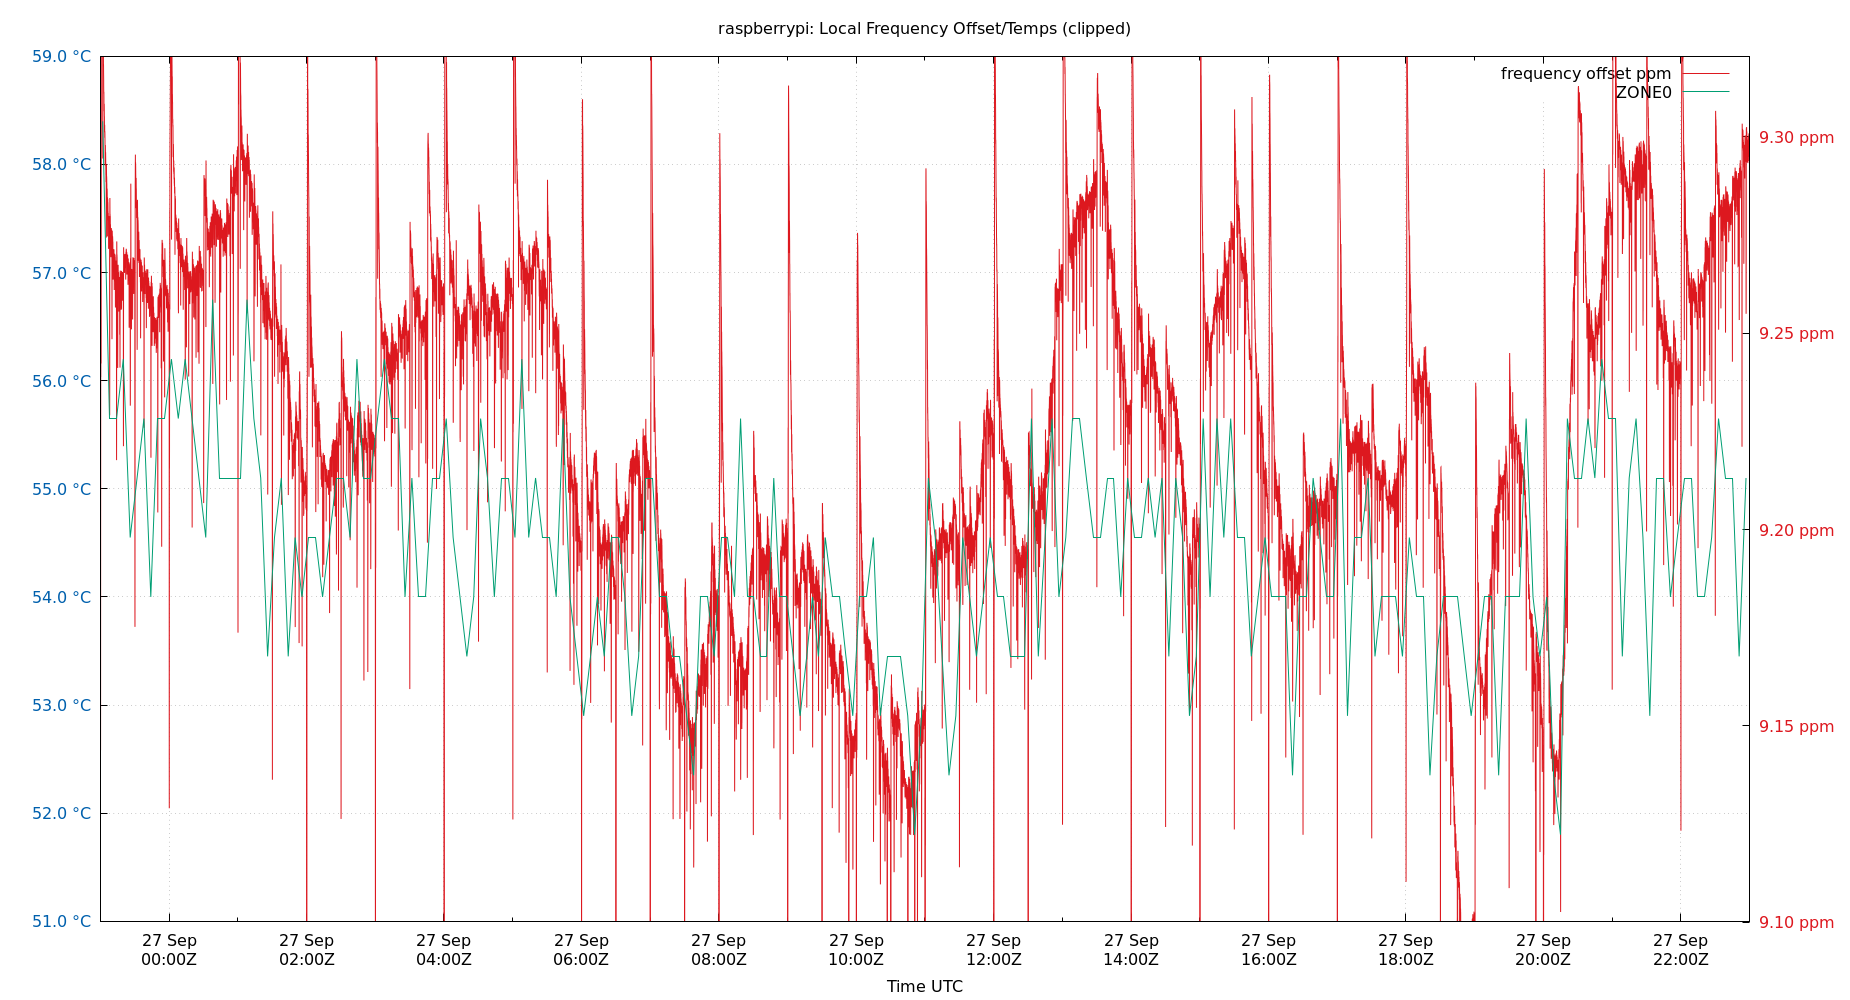 raspberrypi: Local Frequency Offset/Temps (clipped)
frequency offset ppm
ZONE0
59.0 °C
58.0 °C
57.0 °C
56.0 °C
55.0 °C
54.0 °C
53.0 °C
52.0 °C
51.0 °C
9.30 ppm
9.25 ppm
9.20 ppm
9.15 ppm
9.10 ppm
27 Sep 27 Sep 27 Sep 27 Sep 27 Sep 27 Sep 27 Sep 27 Sep 27 Sep 27 Sep 27 Sep 27 Sep
00:00Z 02:00Z 04:00Z 06:00Z 08:00Z 10:00Z 12:00Z 14:00Z 16:00Z 18:00Z 20:00Z 22:00Z
Time UTC